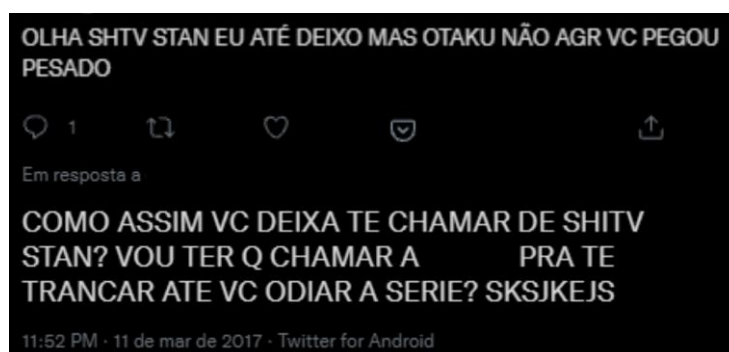 OLHA SHTV STAN EU ATÉ DEIXO MAS OTAKU NÃO AGR VC PEGOU
PESADO
1
Em resposta a
COMO ASSIM VC DEIXA TE CHAMAR DE SHITV
STAN? VOU TER Q CHAMAR A PRA TE
TRANCAR ATE VC ODIAR A SERIE? SKSJKEJS
11:52 PM · 11 de mar de 2017 · Twitter for Android